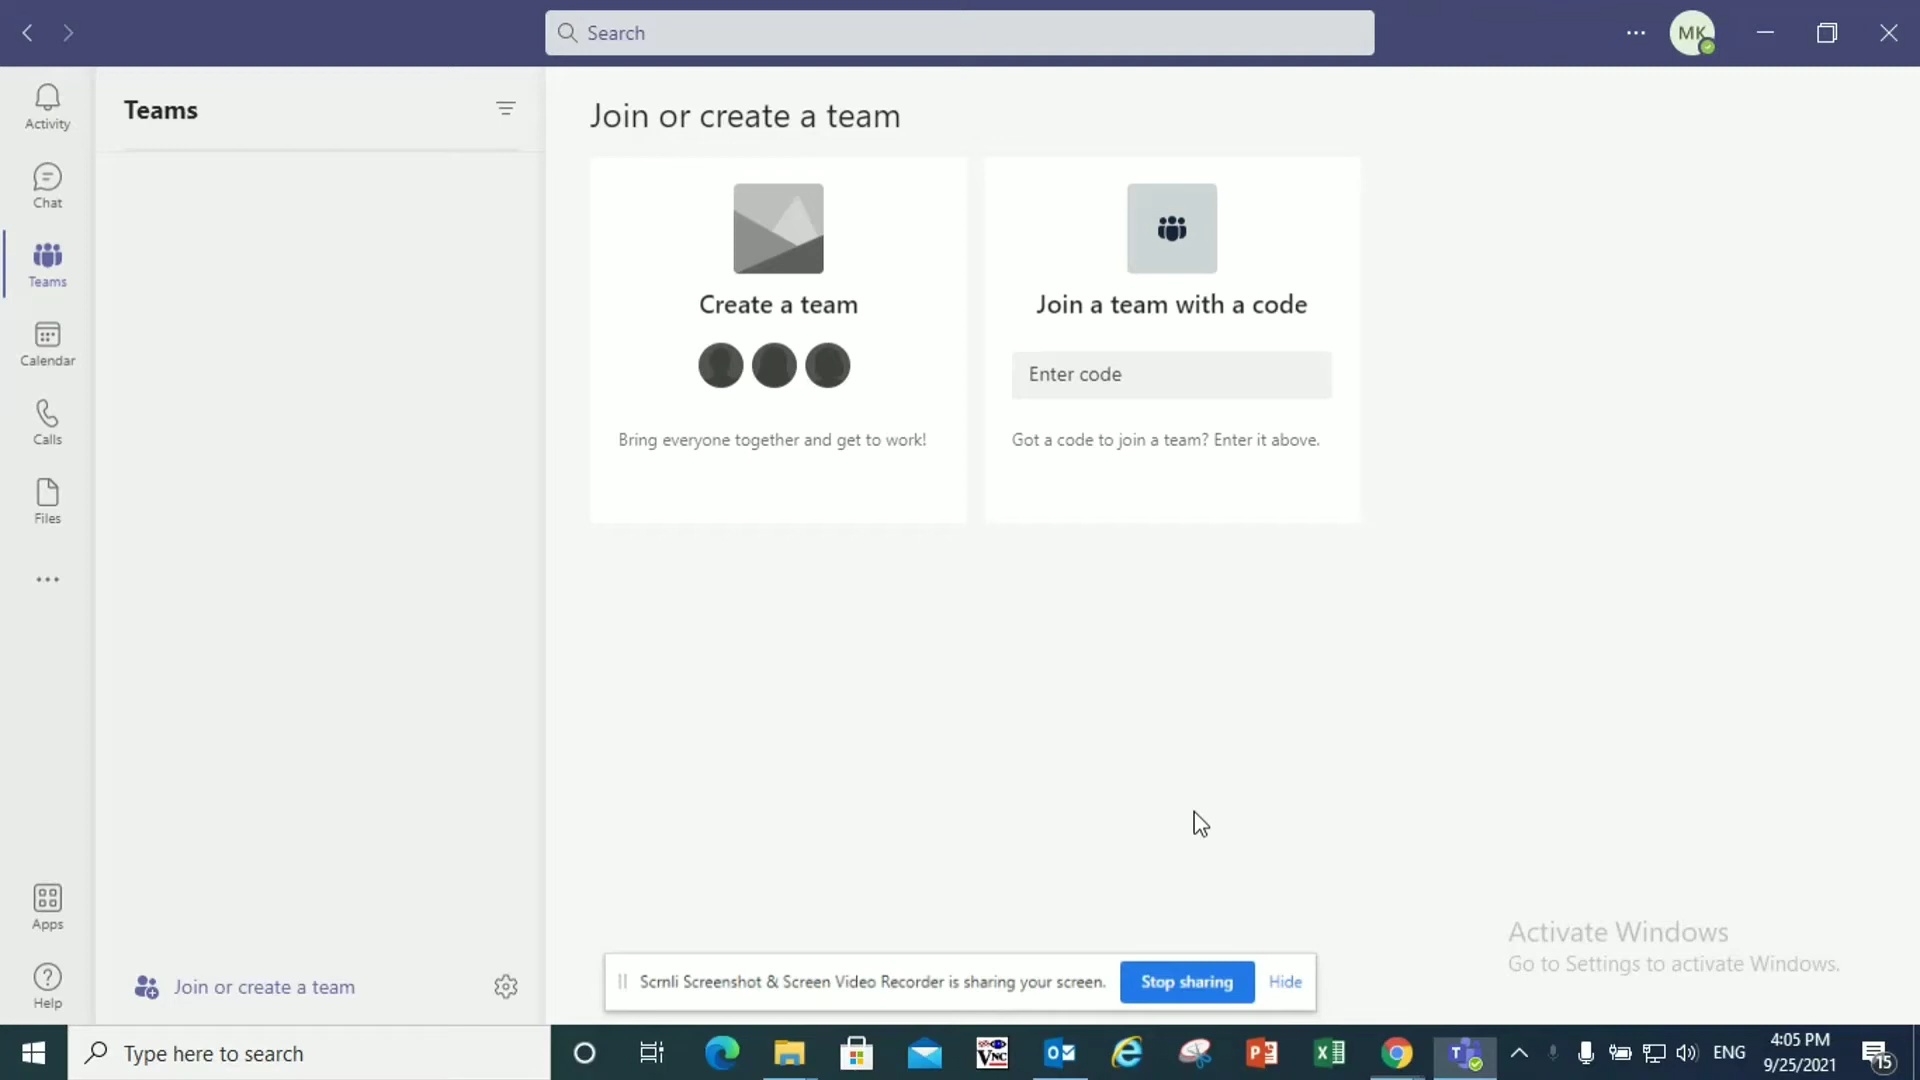 Search
MK
Activity
Chat
Teams
Calendar
Calls
Files
Apps
Help
Teams
Join or create a team
Join or create a team
Create a team
Bring everyone together and get to work!
Join a team with a code
Enter code
Got a code to join a team? Enter it above.
Activate Windows
Go to Settings to activate Windows.
Scrnli Screenshot & Screen Video Recorder is sharing your screen.
Stop sharing
Hide
Type here to search
VNC
ENG
4:05 PM
9/25/2021
15